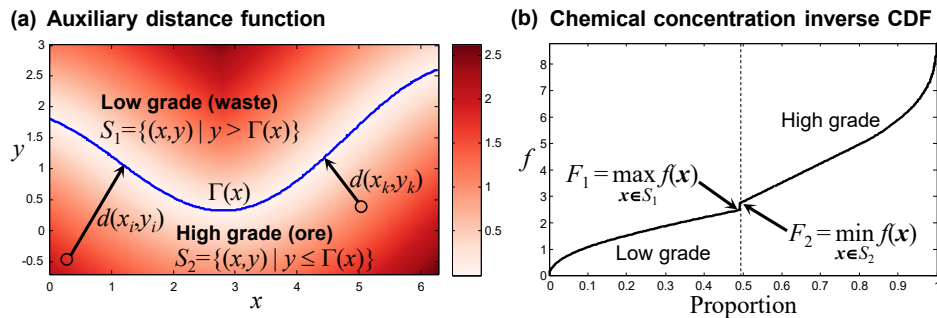 (a) Auxiliary distance function
3
2.5
2
1.5
1
0.5
0
-0.5
y
0
1
2
3
4
5
6
x
Low grade (waste)
S₁={(x,y) | y > Γ(x)}
Γ(x)
d(xᵢ,yᵢ)
d(xₖ,yₖ)
High grade (ore)
S₂={(x,y) | y ≤ Γ(x)}
2.5
2
1.5
1
0.5
(b) Chemical concentration inverse CDF
8
7
6
5
4
3
2
1
0
f
High grade
F₁ = max f(x)
x∈S₁
F₂ = min f(x)
x∈S₂
Low grade
0
0.1
0.2
0.3
0.4
0.5
0.6
0.7
0.8
0.9
1
Proportion